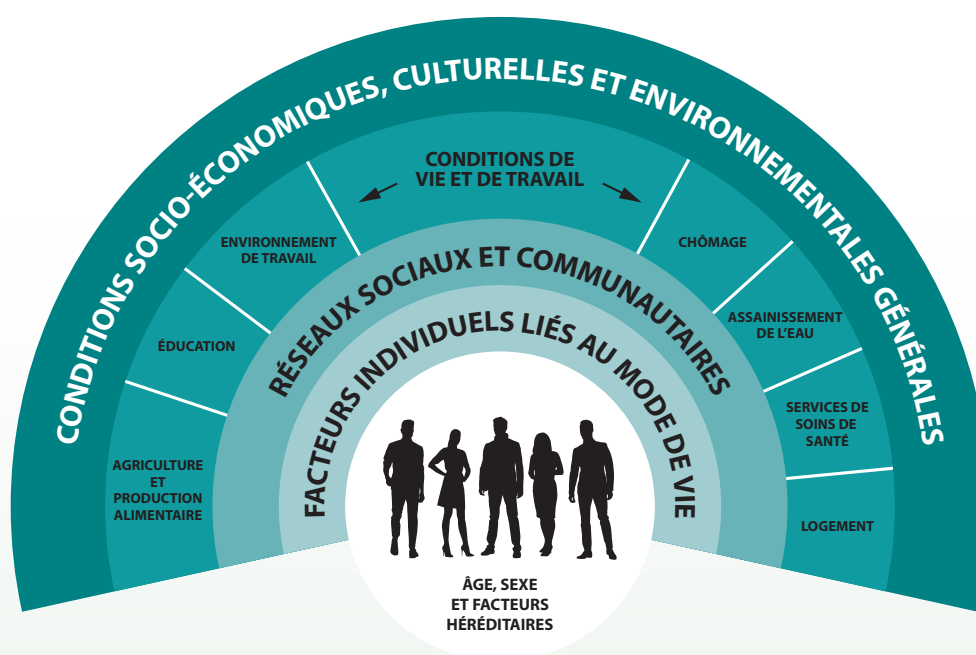 CONDITIONS SOCIO-ÉCONOMIQUES, CULTURELLES ET ENVIRONNEMENTALES GÉNÉRALES
CONDITIONS DE
VIE ET DE TRAVAIL
AGRICULTURE
ET
PRODUCTION
ALIMENTAIRE
ÉDUCATION
ENVIRONNEMENT
DE TRAVAIL
CHÔMAGE
ASSAINISSEMENT
DE L'EAU
SERVICES DE
SOINS DE
SANTÉ
LOGEMENT
RÉSEAUX SOCIAUX ET COMMUNAUTAIRES
FACTEURS INDIVIDUELS LIÉS AU MODE DE VIE
ÂGE, SEXE
ET FACTEURS
HÉRÉDITAIRES